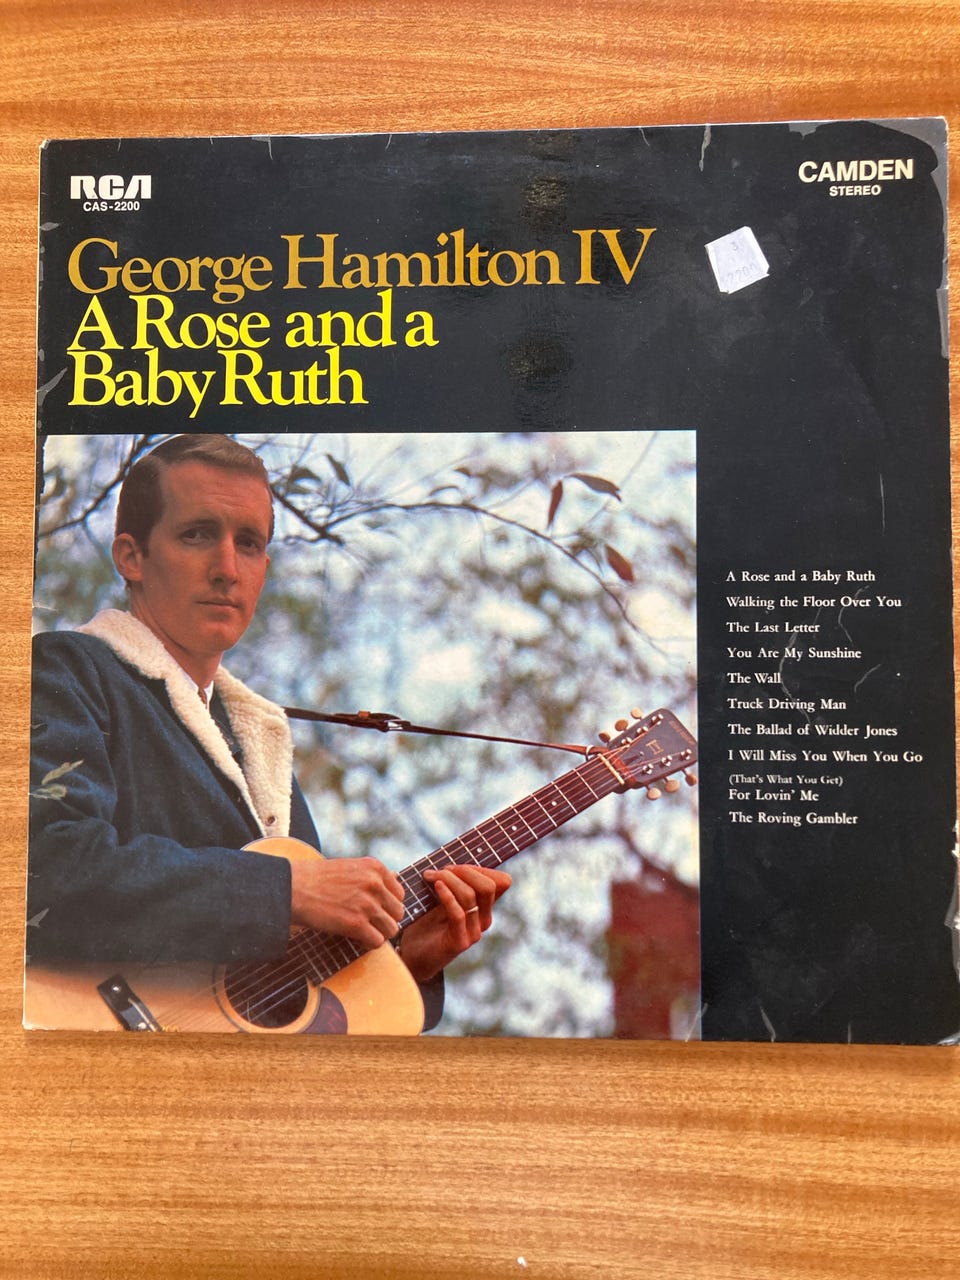 RCA
CAS-2200
CAMDEN
STEREO
George Hamilton IV
A Rose and a
Baby Ruth
A Rose and a Baby Ruth
Walking the Floor Over You
The Last Letter
You Are My Sunshine
The Wall
Truck Driving Man
The Ballad of Widder Jones
I Will Miss You When You Go
(That's What You Get)
For Lovin' Me
The Roving Gambler